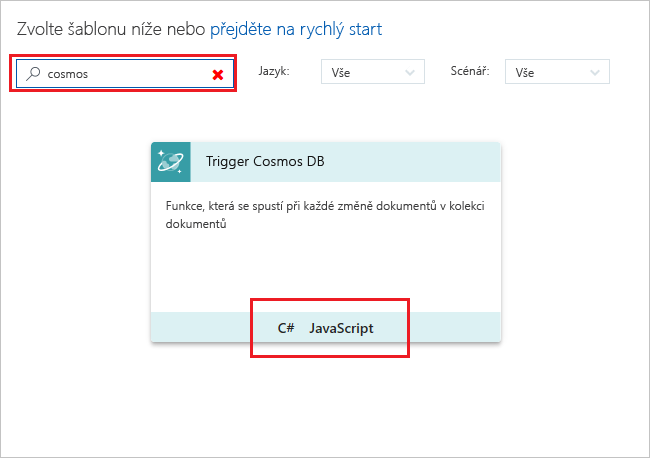 Zvolte šablonu níže nebo přejděte na rychlý start
cosmos
Jazyk:
Vše
Scénář:
Vše
Trigger Cosmos DB
Funkce, která se spustí při každé změně dokumentů v kolekci
dokumentů
C# JavaScript